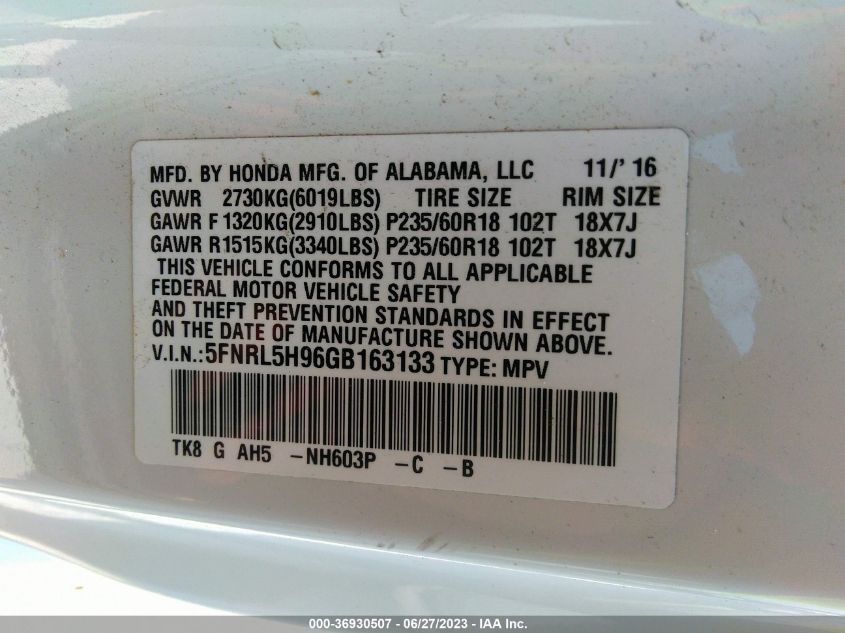 MFD. BY HONDA MFG. OF ALABAMA, LLC 11/' 16
GVWR 2730KG(6019LBS) TIRE SIZE RIM SIZE
GAWR F 1320KG(2910LBS) P235/60R18 102T 18X7J
GAWR R1515KG(3340LBS) P235/60R18 102T 18X7J
THIS VEHICLE CONFORMS TO ALL APPLICABLE
FEDERAL MOTOR VEHICLE SAFETY
AND THEFT PREVENTION STANDARDS IN EFFECT
ON THE DATE OF MANUFACTURE SHOWN ABOVE.
V.I.N.:5FNRL5H96GB163133 TYPE: MPV
TK8 G AH5 -NH603P -C -B
000-36930507 - 06/27/2023 - IAA Inc.